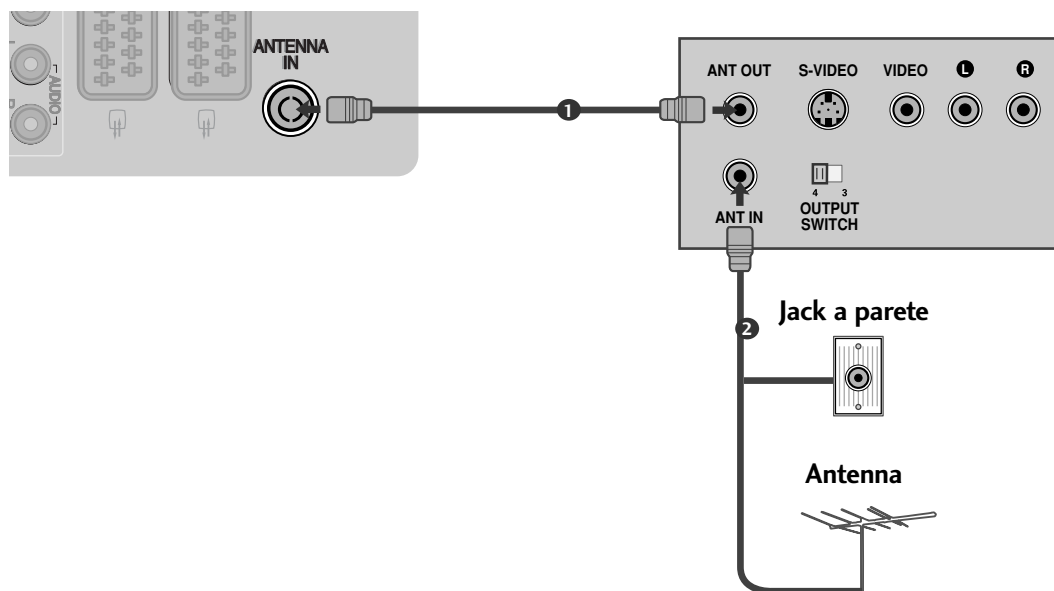 ANTENNA
IN
AUDIO
1
ANT OUT
S-VIDEO
VIDEO
L
R
4 3
ANT IN
OUTPUT
SWITCH
2
Jack a parete
Antenna